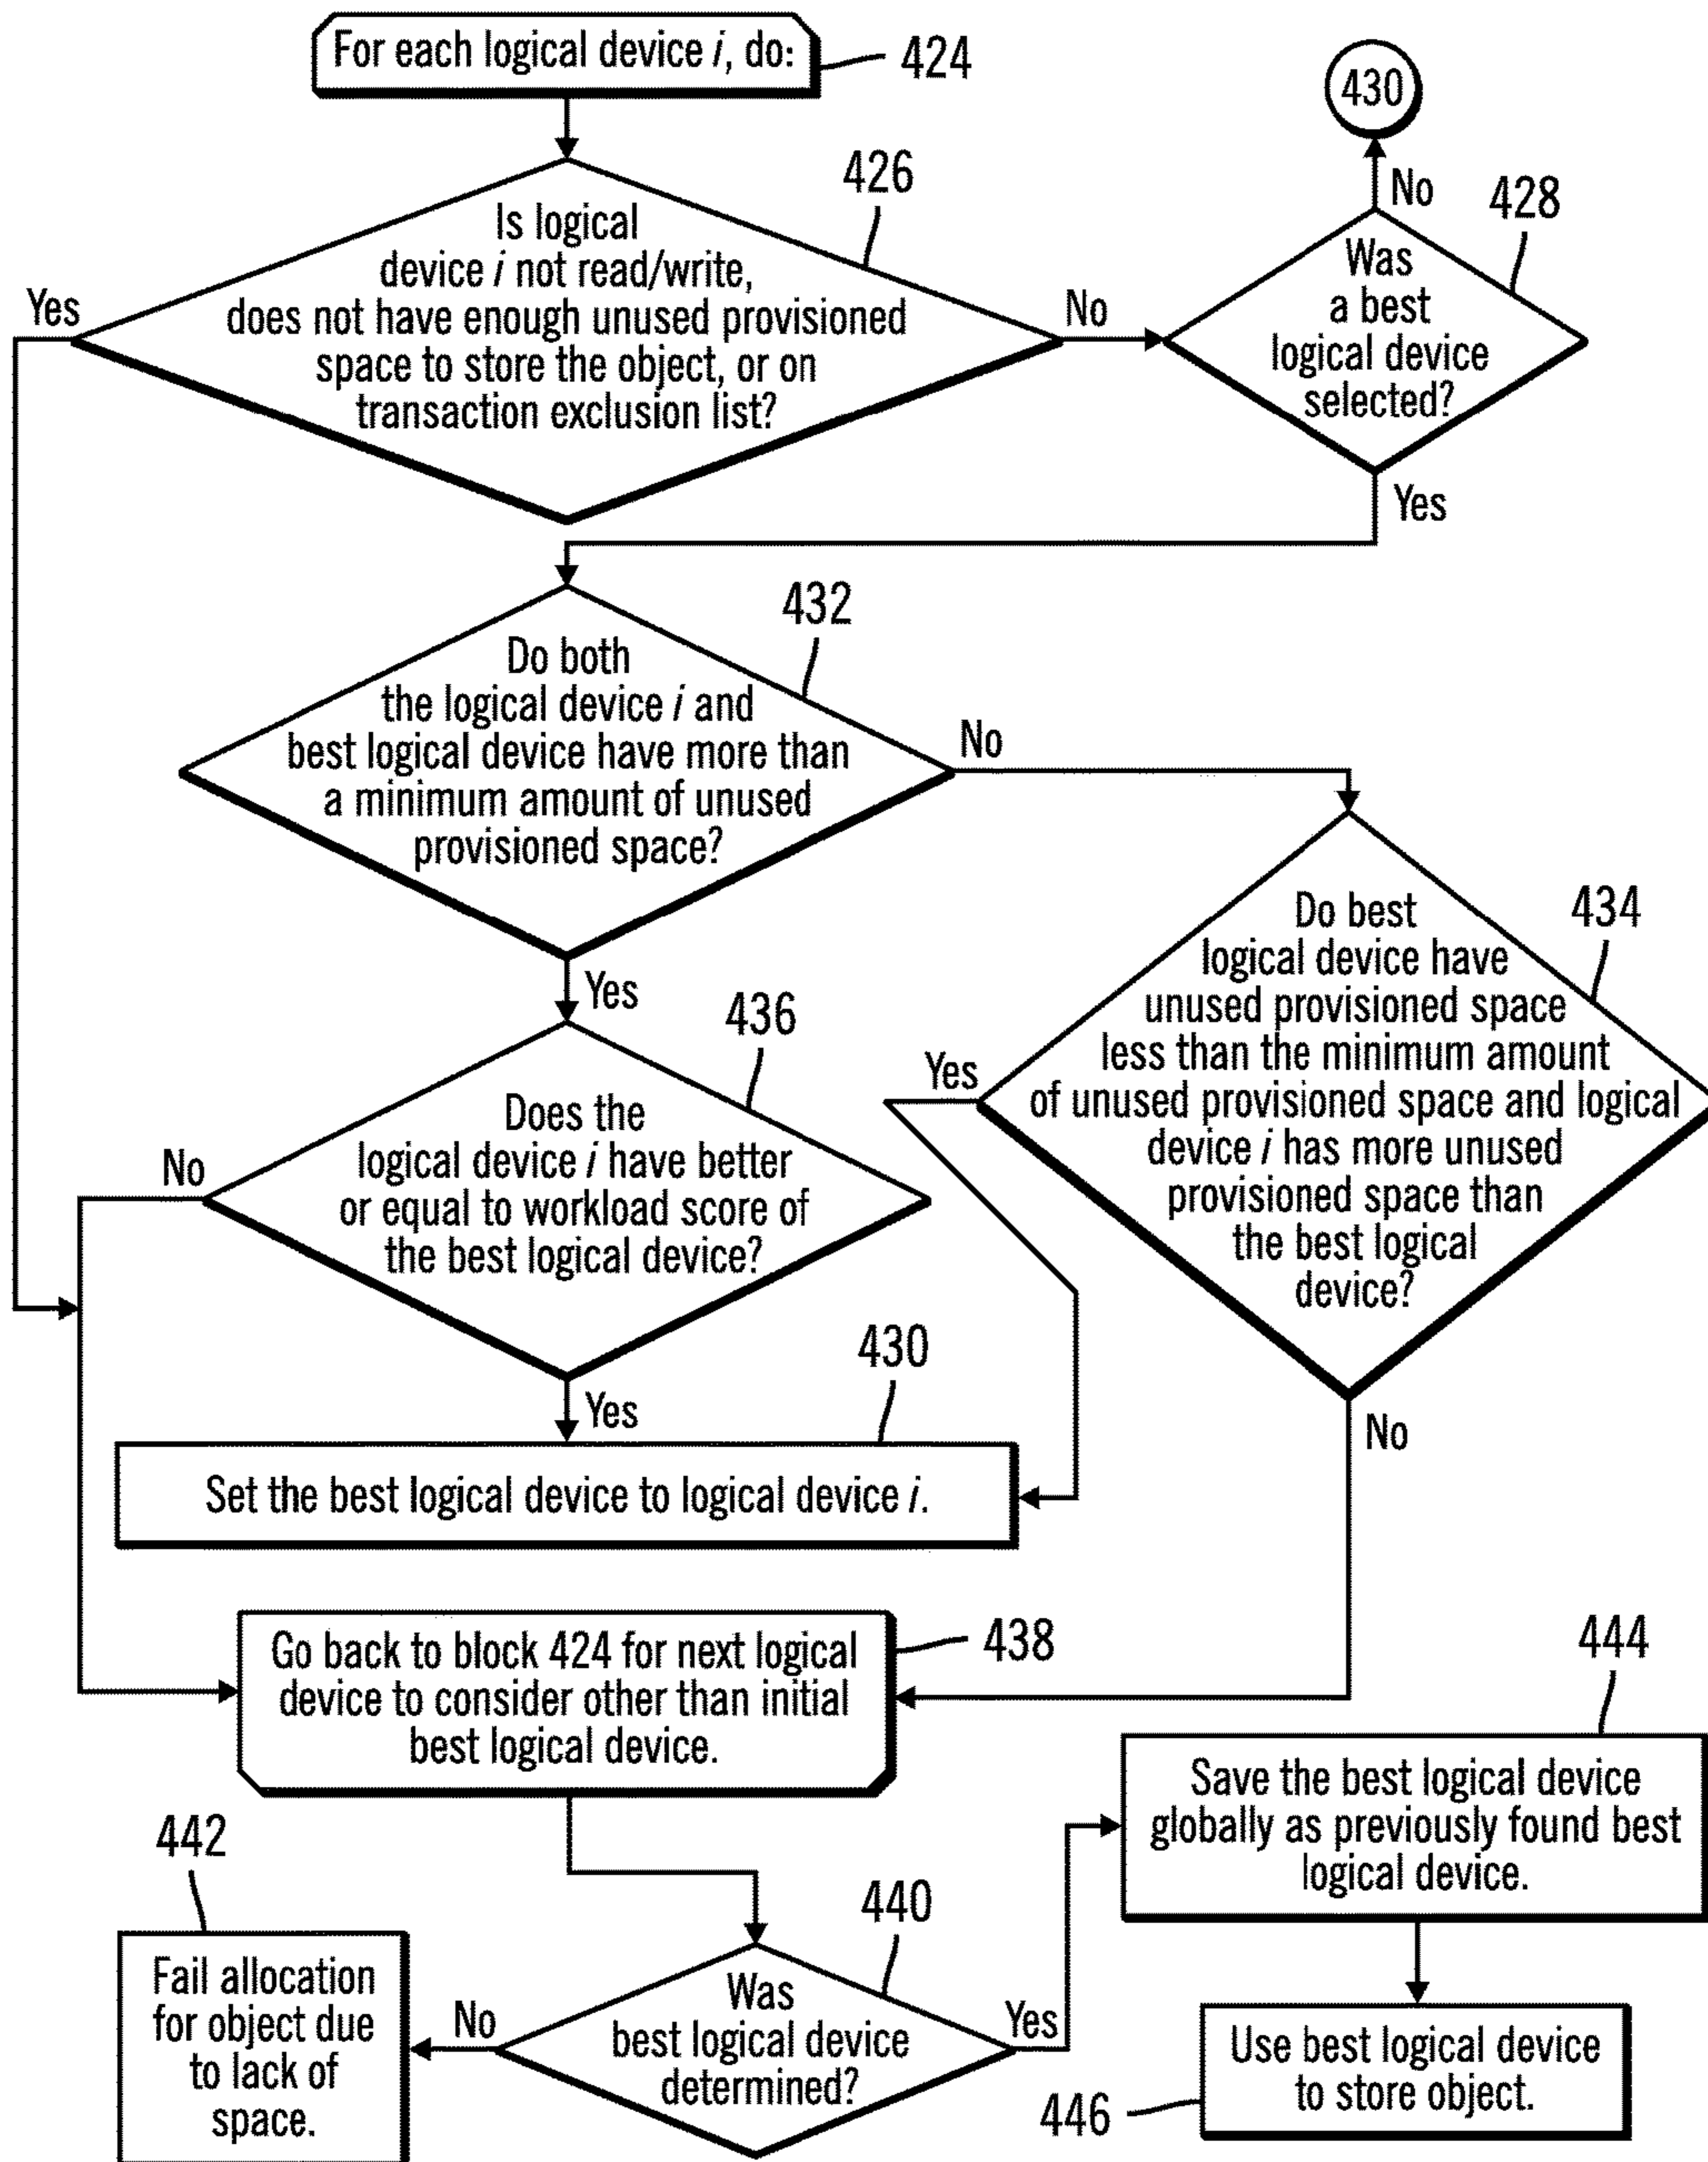 For each logical device i, do:
424
430
426
No
428
Is logical
device i not read/write,
does not have enough unused provisioned
space to store the object, or on
transaction exclusion list?
Yes
No
Was
a best
logical device
selected?
Yes
432
Do both
the logical device i and
best logical device have more than
a minimum amount of unused
provisioned space?
No
Yes
434
Do best
logical device have
unused provisioned space
less than the minimum amount
of unused provisioned space and logical
device i has more unused
provisioned space than
the best logical
device?
Yes
No
436
Does the
logical device i have better
or equal to workload score of
the best logical device?
No
Yes
430
Set the best logical device to logical device i.
Go back to block 424 for next logical
device to consider other than initial
best logical device.
438
444
Save the best logical device
globally as previously found best
logical device.
442
Fail allocation
for object due
to lack of
space.
440
No
Was
best logical device
determined?
Yes
Use best logical device
to store object.
446